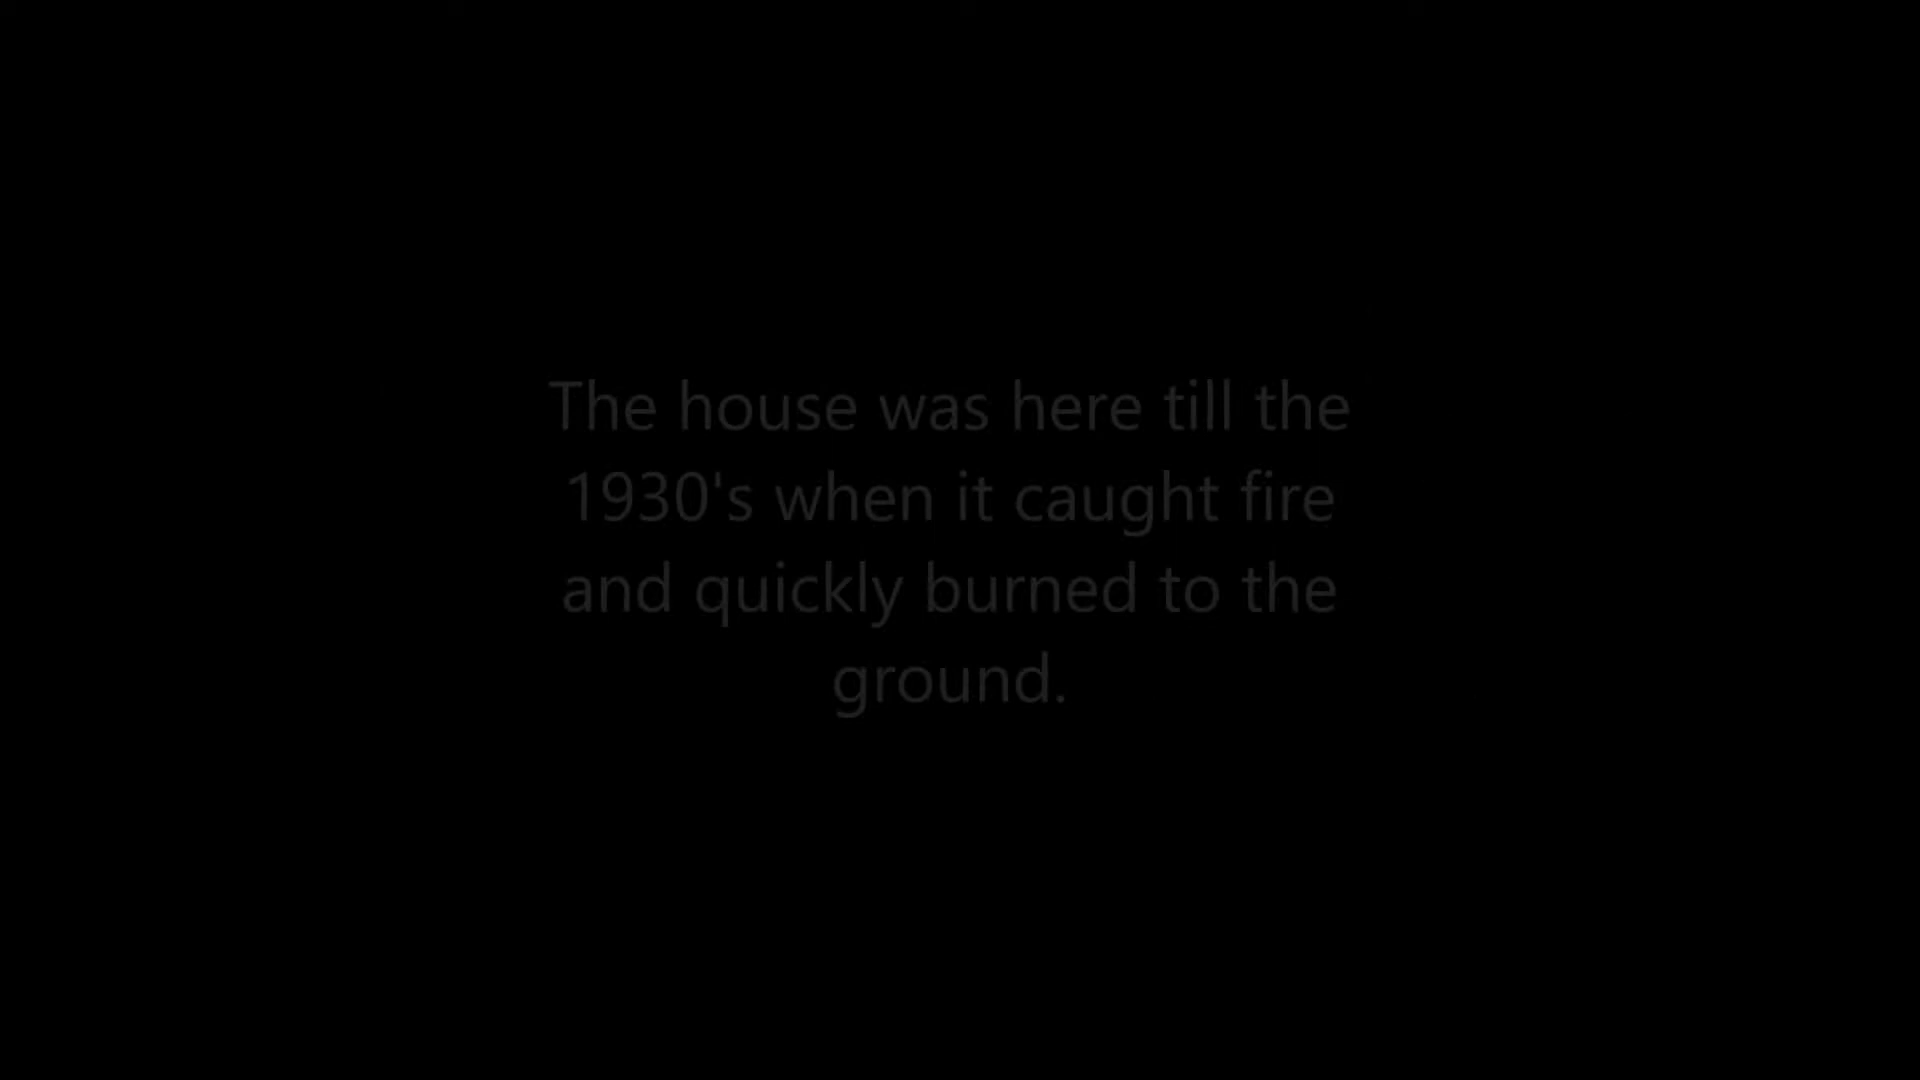 The house was here till the
1930's when it caught fire
and quickly burned to the
ground.